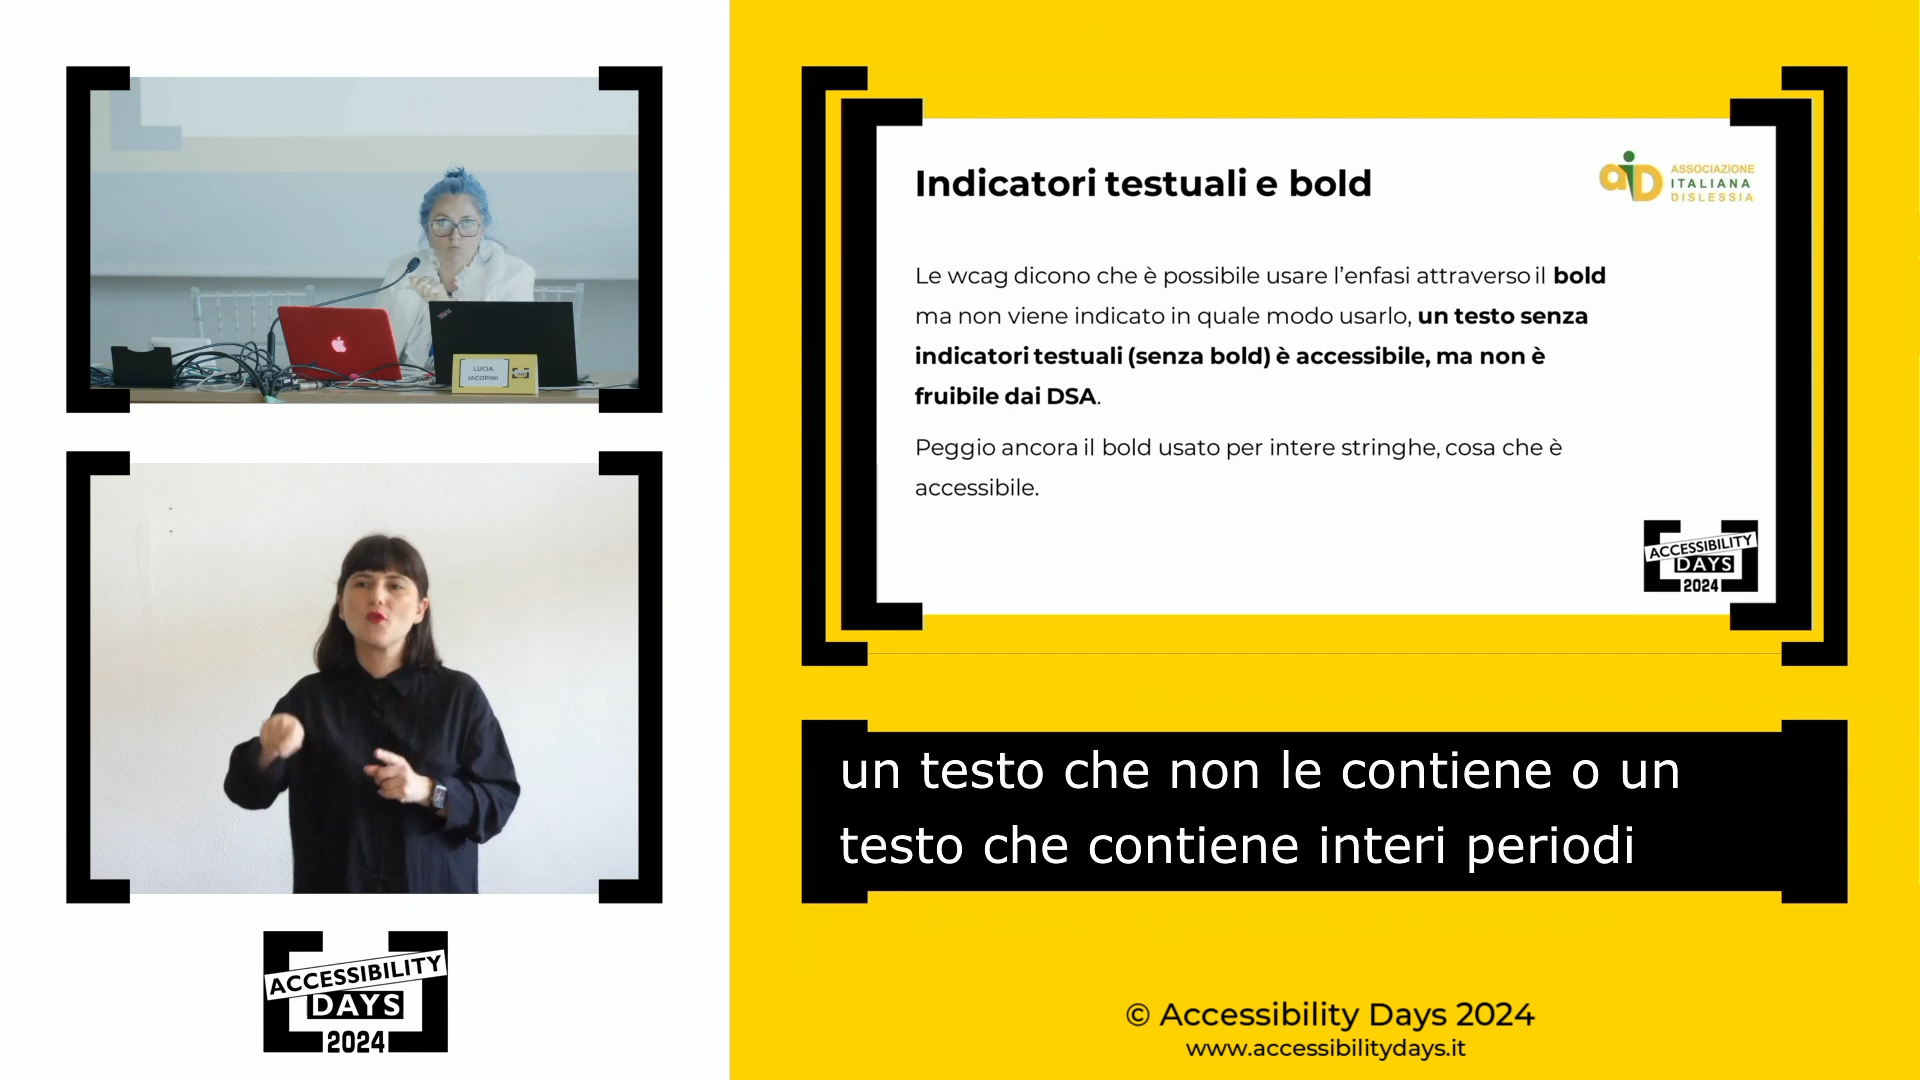 LUCIA
IACOPINI
Indicatori testuali e bold
aiD
ASSOCIAZIONE
ITALIANA
DISLESSIA
Le wcag dicono che è possibile usare l’enfasi attraverso il bold
ma non viene indicato in quale modo usarlo, un testo senza
indicatori testuali (senza bold) è accessibile, ma non è
fruibile dai DSA.
Peggio ancora il bold usato per intere stringhe, cosa che è
accessibile.
ACCESSIBILITY
DAYS
2024
un testo che non le contiene o un
testo che contiene interi periodi
ACCESSIBILITY
DAYS
2024
© Accessibility Days 2024
www.accessibilitydays.it